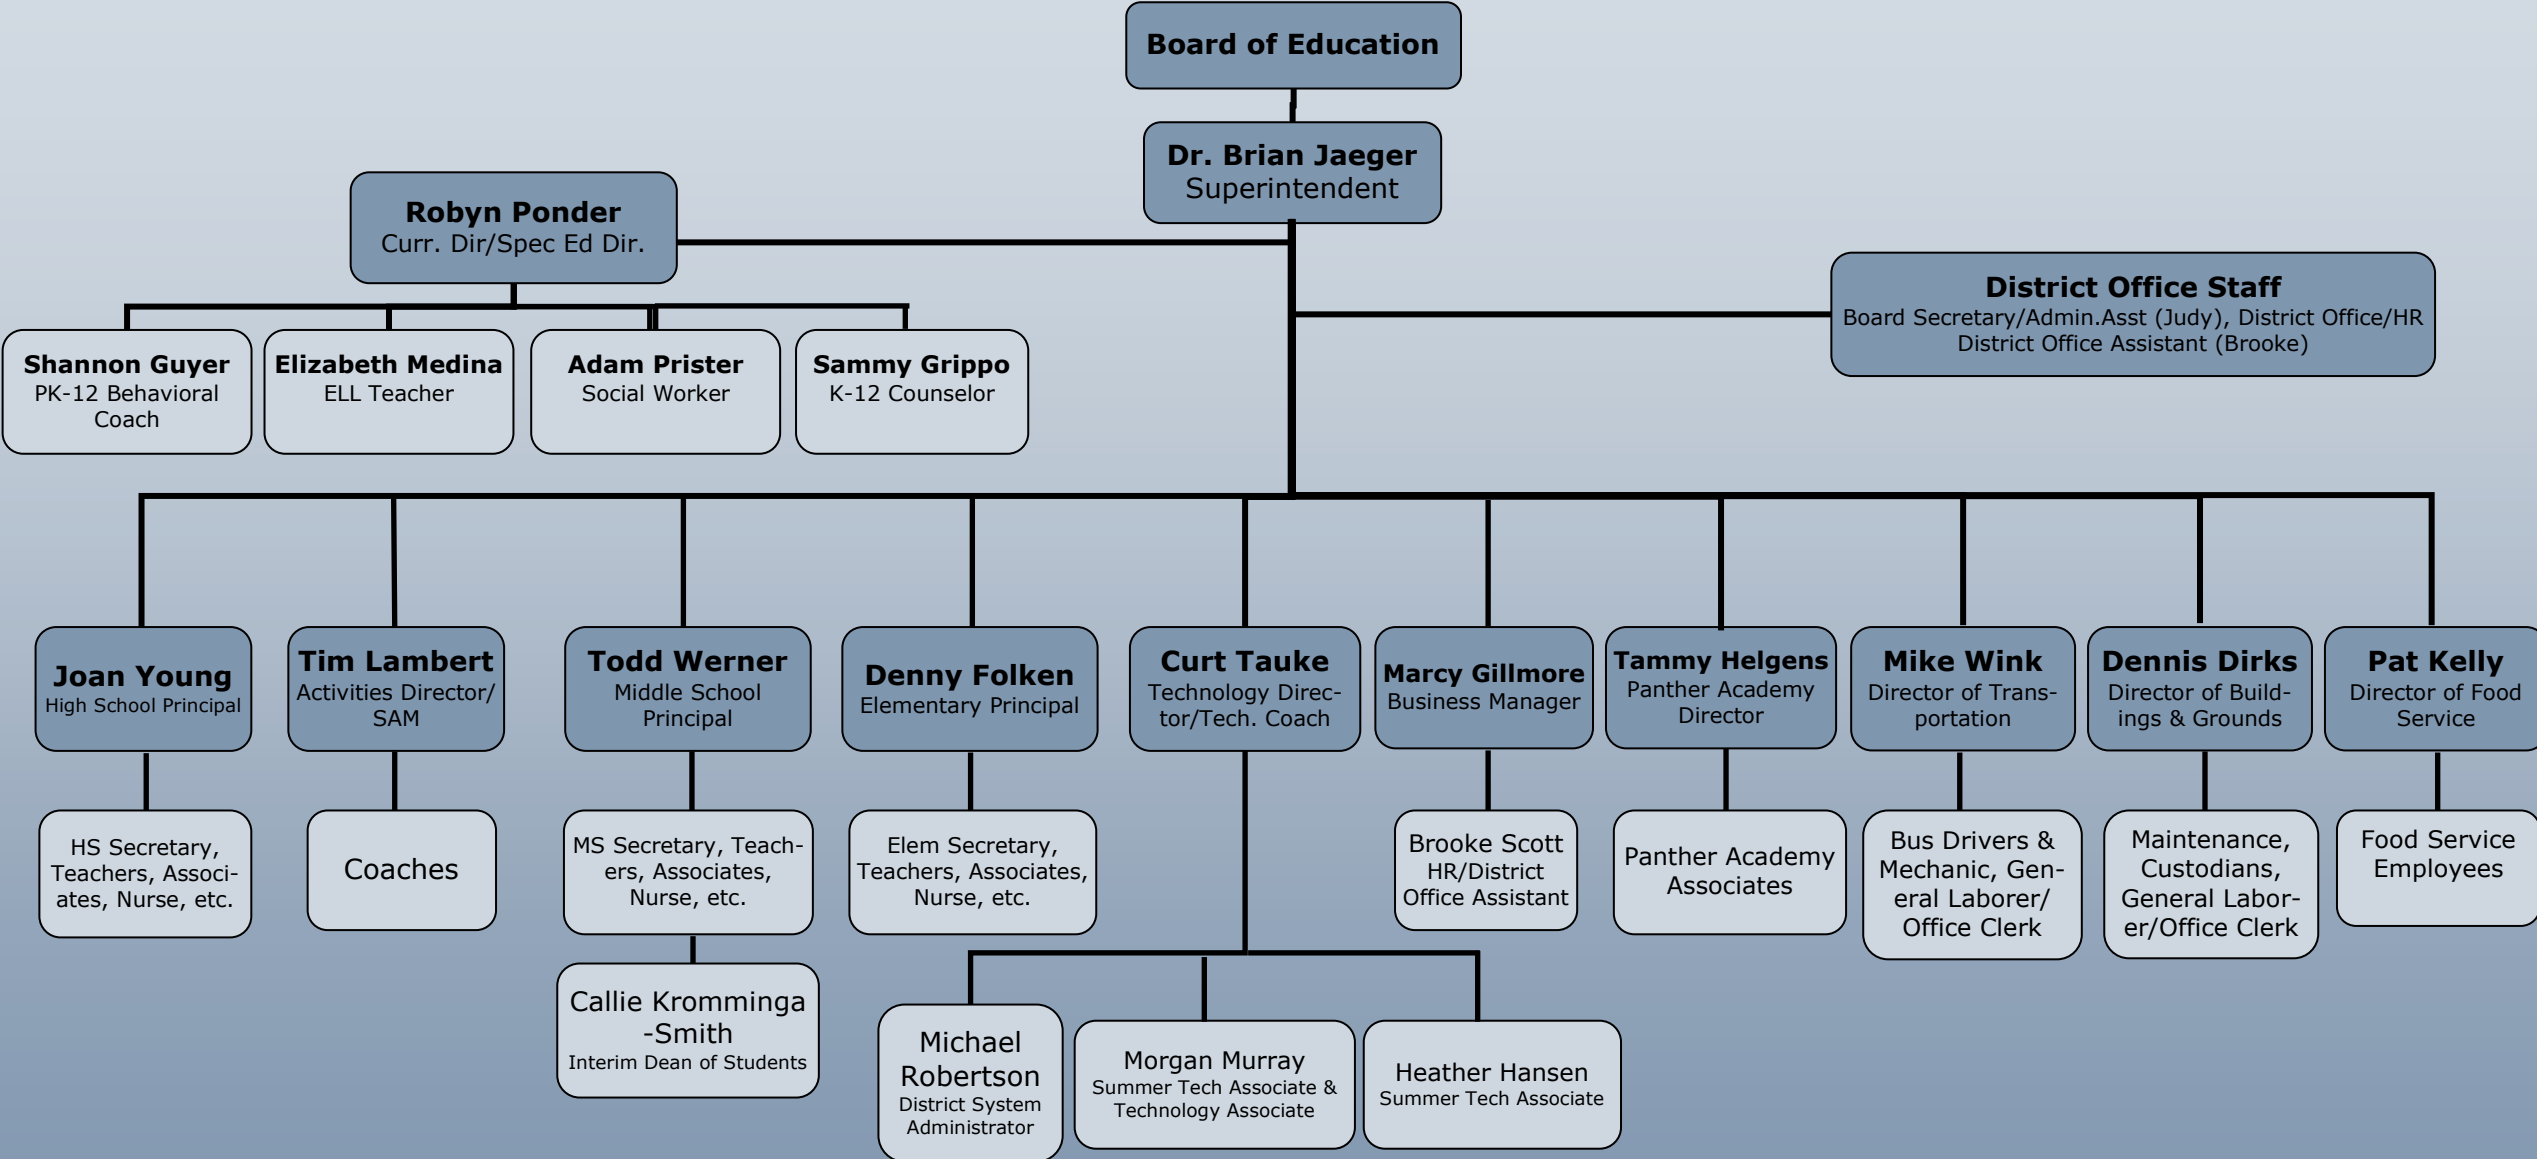 Board of Education
Dr. Brian Jaeger
Superintendent
Robyn Ponder
Curr. Dir/Spec Ed Dir.
District Office Staff
Board Secretary/Admin.Asst (Judy), District Office/HR
District Office Assistant (Brooke)
Shannon Guyer
PK-12 Behavioral
Coach
Elizabeth Medina
ELL Teacher
Adam Prister
Social Worker
Sammy Grippo
K-12 Counselor
Joan Young
High School Principal
Tim Lambert
Activities Director/
SAM
Todd Werner
Middle School
Principal
Denny Folken
Elementary Principal
Curt Tauke
Technology Direc-
tor/Tech. Coach
Marcy Gillmore
Business Manager
Tammy Helgens
Panther Academy
Director
Mike Wink
Director of Trans-
portation
Dennis Dirks
Director of Build-
ings & Grounds
Pat Kelly
Director of Food
Service
HS Secretary,
Teachers, Associ-
ates, Nurse, etc.
Coaches
MS Secretary, Teach-
ers, Associates,
Nurse, etc.
Elem Secretary,
Teachers, Associates,
Nurse, etc.
Brooke Scott
HR/District
Office Assistant
Panther Academy
Associates
Bus Drivers &
Mechanic, Gen-
eral Laborer/
Office Clerk
Maintenance,
Custodians,
General Labor-
er/Office Clerk
Food Service
Employees
Callie Kromminga
-Smith
Interim Dean of Students
Michael
Robertson
District System
Administrator
Morgan Murray
Summer Tech Associate &
Technology Associate
Heather Hansen
Summer Tech Associate